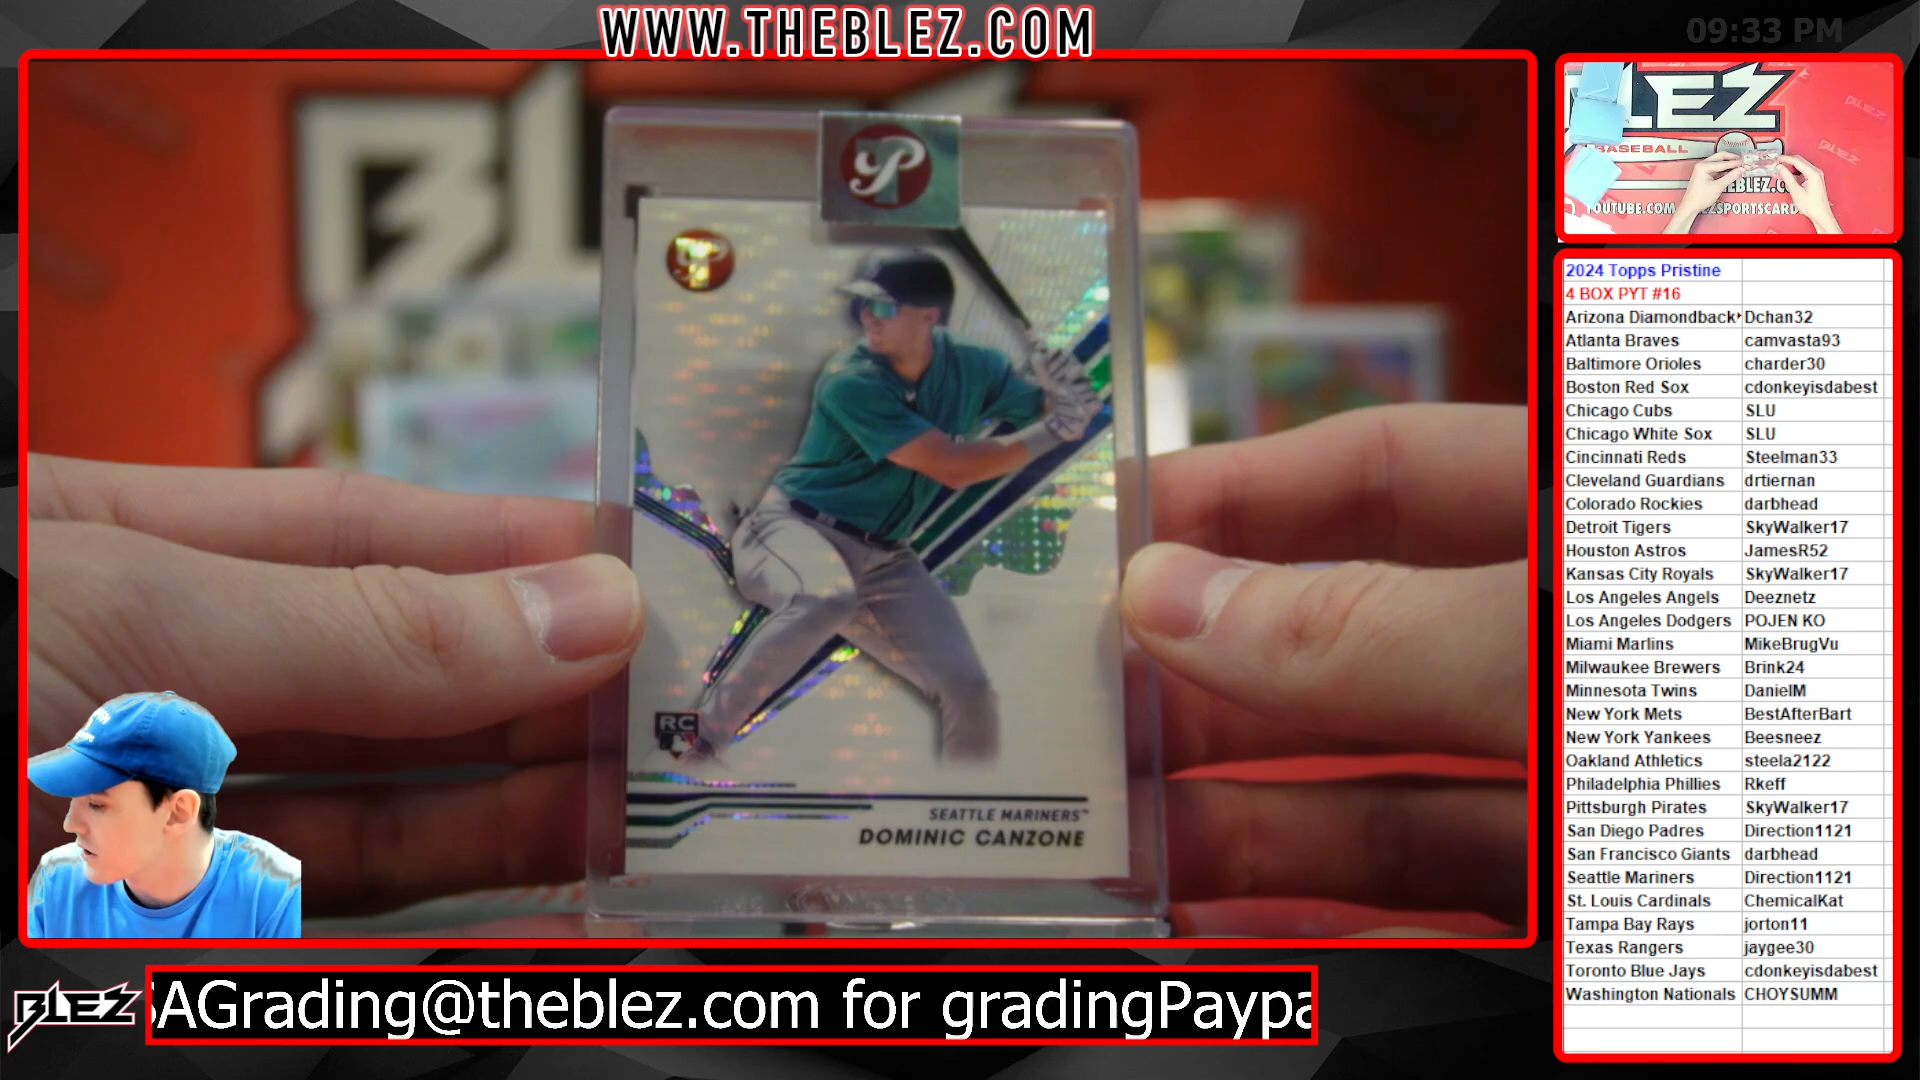 WWW.THEBLEZ.COM
09:33 PM
SEATTLE MARINERS™
DOMINIC CANZONE
RC
BLEZ
AGrading@theblez.com for gradingPaypa
LEZ
BASEBALL
BLEZ
2024 Topps Pristine
4 BOX PYT #16
Arizona Diamondback Dchan32
Atlanta Braves camvasta93
Baltimore Orioles charder30
Boston Red Sox cdonkeyisdabest
Chicago Cubs SLU
Chicago White Sox SLU
Cincinnati Reds Steelman33
Cleveland Guardians drtiernan
Colorado Rockies darbhead
Detroit Tigers SkyWalker17
Houston Astros JamesR52
Kansas City Royals SkyWalker17
Los Angeles Angels Deeznetz
Los Angeles Dodgers POJEN KO
Miami Marlins MikeBrugVu
Milwaukee Brewers Brink24
Minnesota Twins DanielM
New York Mets BestAfterBart
New York Yankees Beesneez
Oakland Athletics steela2122
Philadelphia Phillies Rkeff
Pittsburgh Pirates SkyWalker17
San Diego Padres Direction1121
San Francisco Giants darbhead
Seattle Mariners Direction1121
St. Louis Cardinals ChemicalKat
Tampa Bay Rays jorton11
Texas Rangers jaygee30
Toronto Blue Jays cdonkeyisdabest
Washington Nationals CHOYSUMM